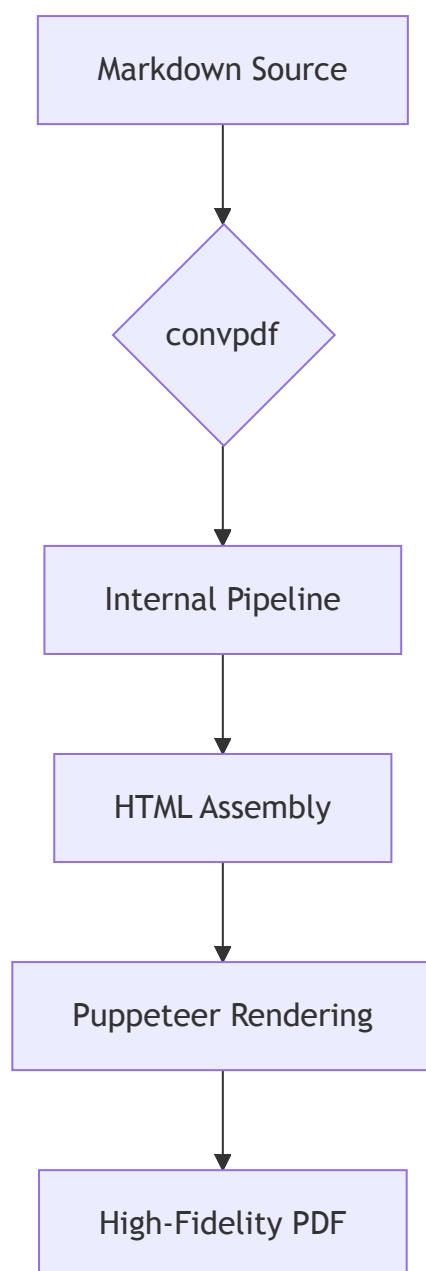 Markdown Source
convpdf
Internal Pipeline
HTML Assembly
Puppeteer Rendering
High-Fidelity PDF